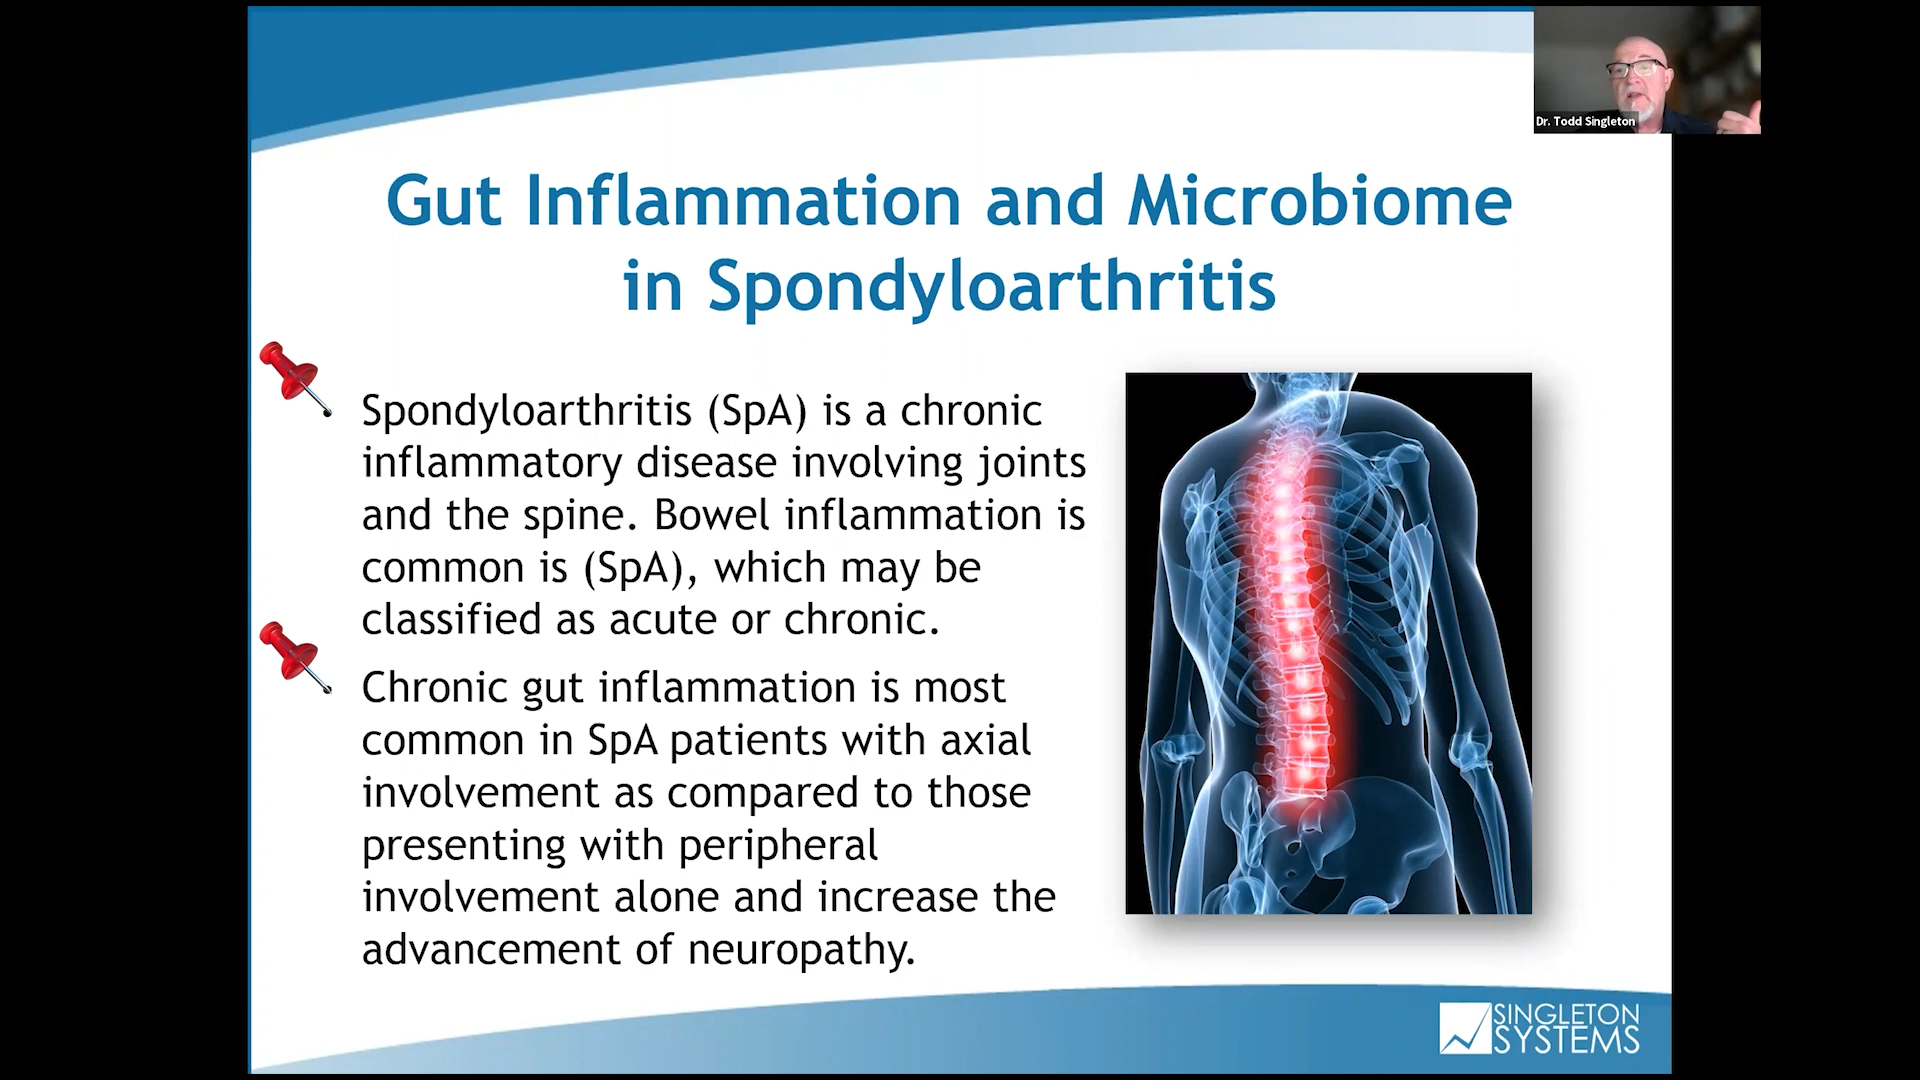 Dr. Todd Singleton
Gut Inflammation and Microbiome
in Spondyloarthritis
Spondyloarthritis (SpA) is a chronic
inflammatory disease involving joints
and the spine. Bowel inflammation is
common is (SpA), which may be
classified as acute or chronic.
Chronic gut inflammation is most
common in SpA patients with axial
involvement as compared to those
presenting with peripheral
involvement alone and increase the
advancement of neuropathy.
SINGLETON
SYSTEMS